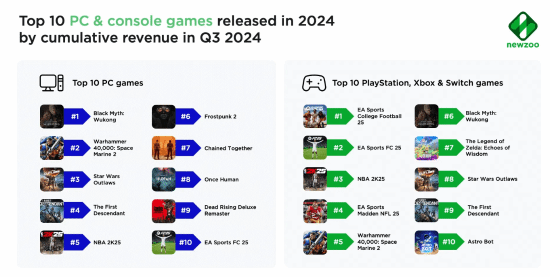 Top 10 PC & console games released in 2024
by cumulative revenue in Q3 2024
newzoo
Top 10 PC games
#1
Black Myth:
Wukong
#2
Warhammer
40,000: Space
Marine 2
#3
Star Wars
Outlaws
#4
The First
Descendant
#5
NBA 2K25
#6
Frostpunk 2
#7
Chained Together
#8
Once Human
#9
Dead Rising Deluxe
Remaster
#10
EA Sports FC 25
Top 10 PlayStation, Xbox & Switch games
#1
EA Sports
College Football
25
#2
EA Sports FC 25
#3
NBA 2K25
#4
EA Sports
Madden NFL 25
#5
Warhammer
40,000: Space
Marine 2
#6
Black Myth:
Wukong
#7
The Legend of
Zelda: Echoes of
Wisdom
#8
Star Wars Outlaws
#9
The First
Descendant
#10
Astro Bot